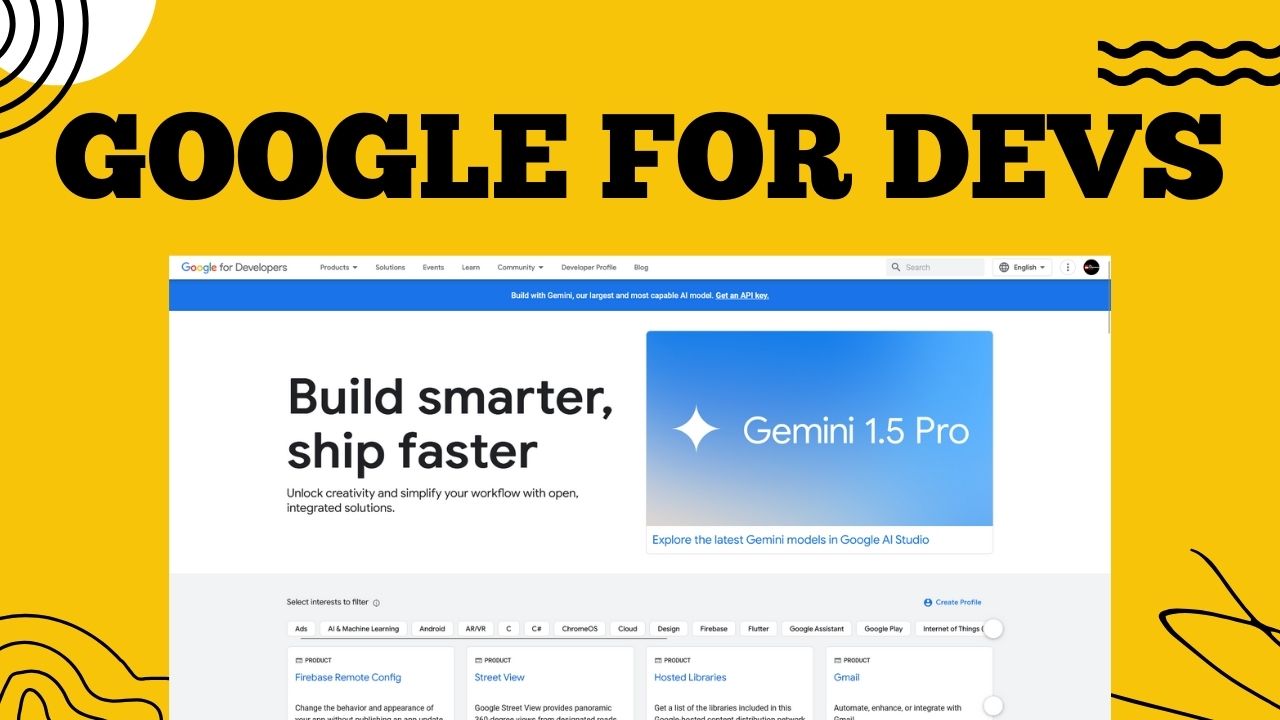 GOOGLE FOR DEVS
Google for Developers
Products
Solutions
Events
Learn
Community
Developer Profile
Blog
Search
English
Build with Gemini, our largest and most capable AI model. Get an API key.
Build smarter,
ship faster
Unlock creativity and simplify your workflow with open,
integrated solutions.
Gemini 1.5 Pro
Explore the latest Gemini models in Google AI Studio
Select interests to filter
Create Profile
Ads
AI & Machine Learning
Android
AR/VR
C
C#
ChromeOS
Cloud
Design
Firebase
Flutter
Google Assistant
Google Play
Internet of Things
PRODUCT
Firebase Remote Config
Change the behavior and appearance of
your app without publishing an app update
PRODUCT
Street View
Google Street View provides panoramic
360 degree views from designated roads
PRODUCT
Hosted Libraries
Get a list of the libraries included in this
Google-hosted content distribution network
PRODUCT
Gmail
Automate, enhance, or integrate with
Gmail